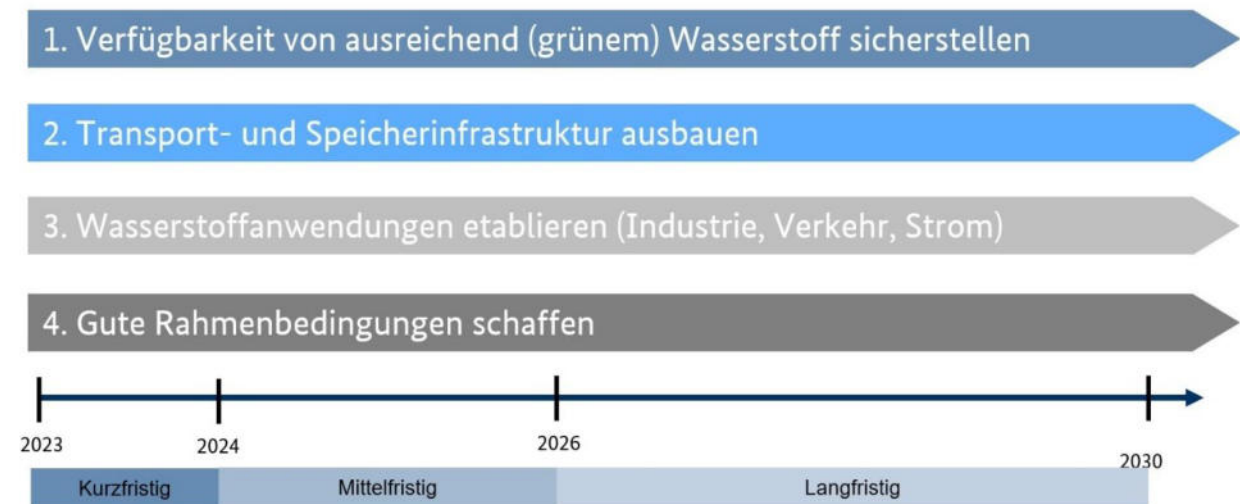 1. Verfügbarkeit von ausreichend (grünem) Wasserstoff sicherstellen
2. Transport- und Speicherinfrastruktur ausbauen
3. Wasserstoffanwendungen etablieren (Industrie, Verkehr, Strom)
4. Gute Rahmenbedingungen schaffen
2023 2024 2026 2030
Kurzfristig Mittelfristig Langfristig